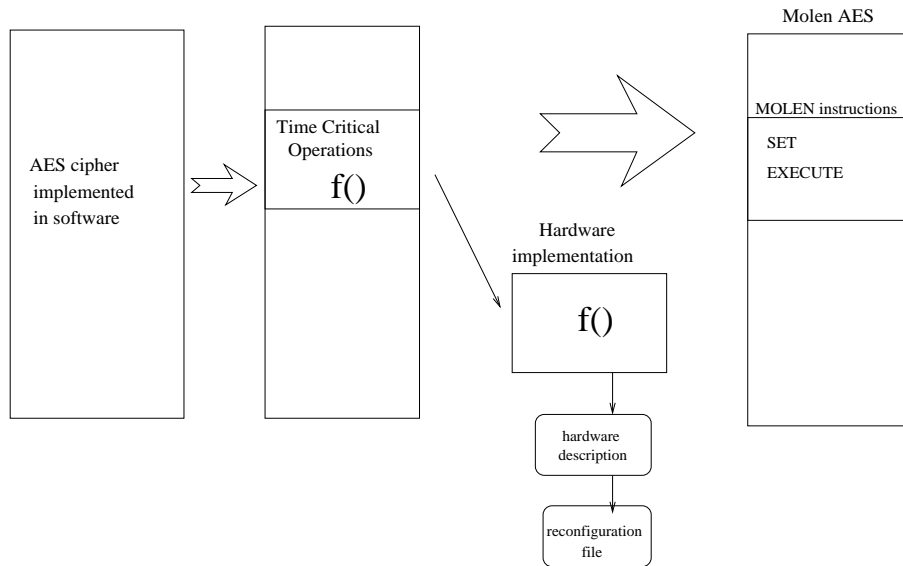 AES cipher
implemented
in software
Time Critical
Operations
f()
Hardware
implementation
f()
hardware
description
reconfiguration
file
Molen AES
MOLEN instructions
SET
EXECUTE